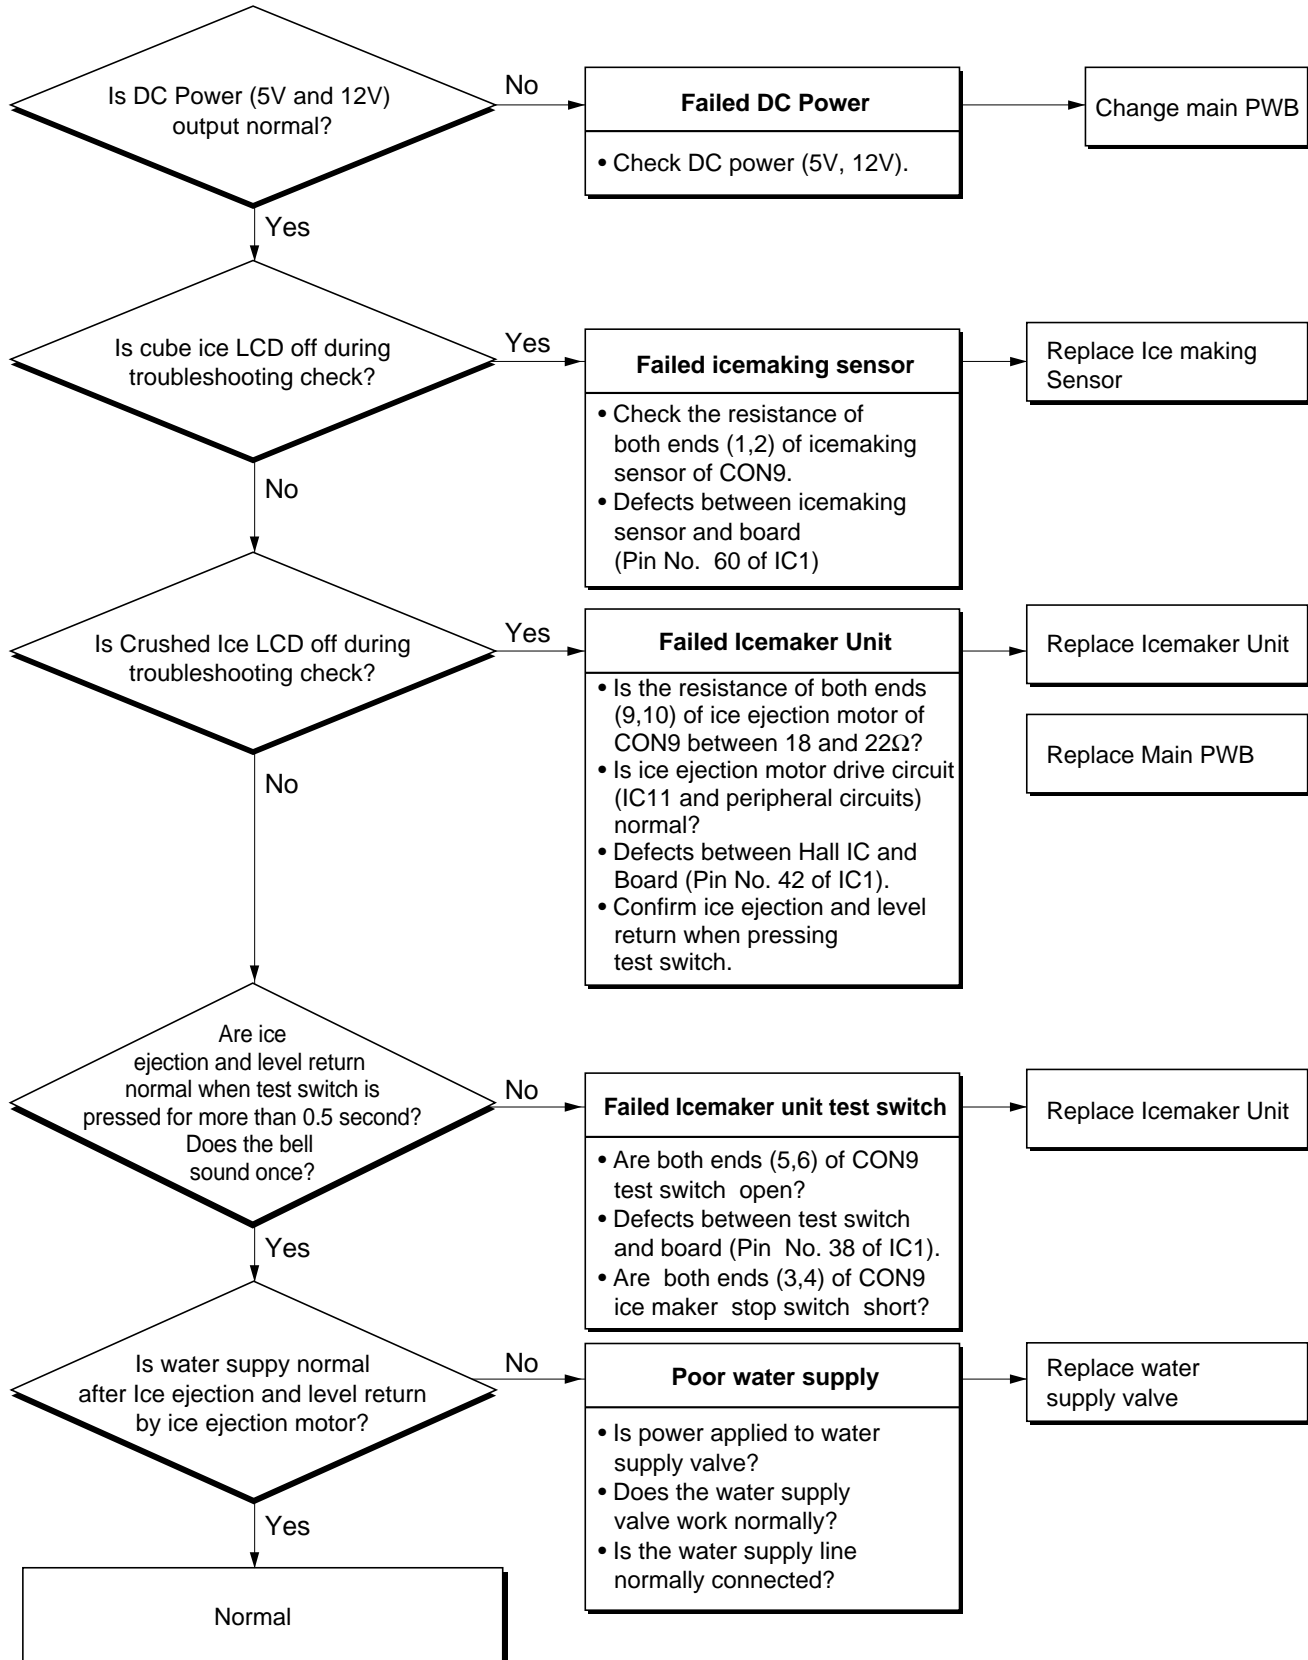 Is DC Power (5V and 12V)
output normal?
No
Failed DC Power
• Check DC power (5V, 12V).
Change main PWB
Yes
Is cube ice LCD off during
troubleshooting check?
Yes
Failed icemaking sensor
• Check the resistance of
both ends (1,2) of icemaking
sensor of CON9.
• Defects between icemaking
sensor and board
(Pin No. 60 of IC1)
Replace Ice making
Sensor
No
Is Crushed Ice LCD off during
troubleshooting check?
Yes
Failed Icemaker Unit
• Is the resistance of both ends
(9,10) of ice ejection motor of
CON9 between 18 and 22Ω?
• Is ice ejection motor drive circuit
(IC11 and peripheral circuits)
normal?
• Defects between Hall IC and
Board (Pin No. 42 of IC1).
• Confirm ice ejection and level
return when pressing
test switch.
Replace Icemaker Unit
Replace Main PWB
No
Are ice
ejection and level return
normal when test switch is
pressed for more than 0.5 second?
Does the bell
sound once?
No
Failed Icemaker unit test switch
• Are both ends (5,6) of CON9
test switch open?
• Defects between test switch
and board (Pin No. 38 of IC1).
• Are both ends (3,4) of CON9
ice maker stop switch short?
Replace Icemaker Unit
Yes
Is water suppy normal
after Ice ejection and level return
by ice ejection motor?
No
Poor water supply
• Is power applied to water
supply valve?
• Does the water supply
valve work normally?
• Is the water supply line
normally connected?
Replace water
supply valve
Yes
Normal